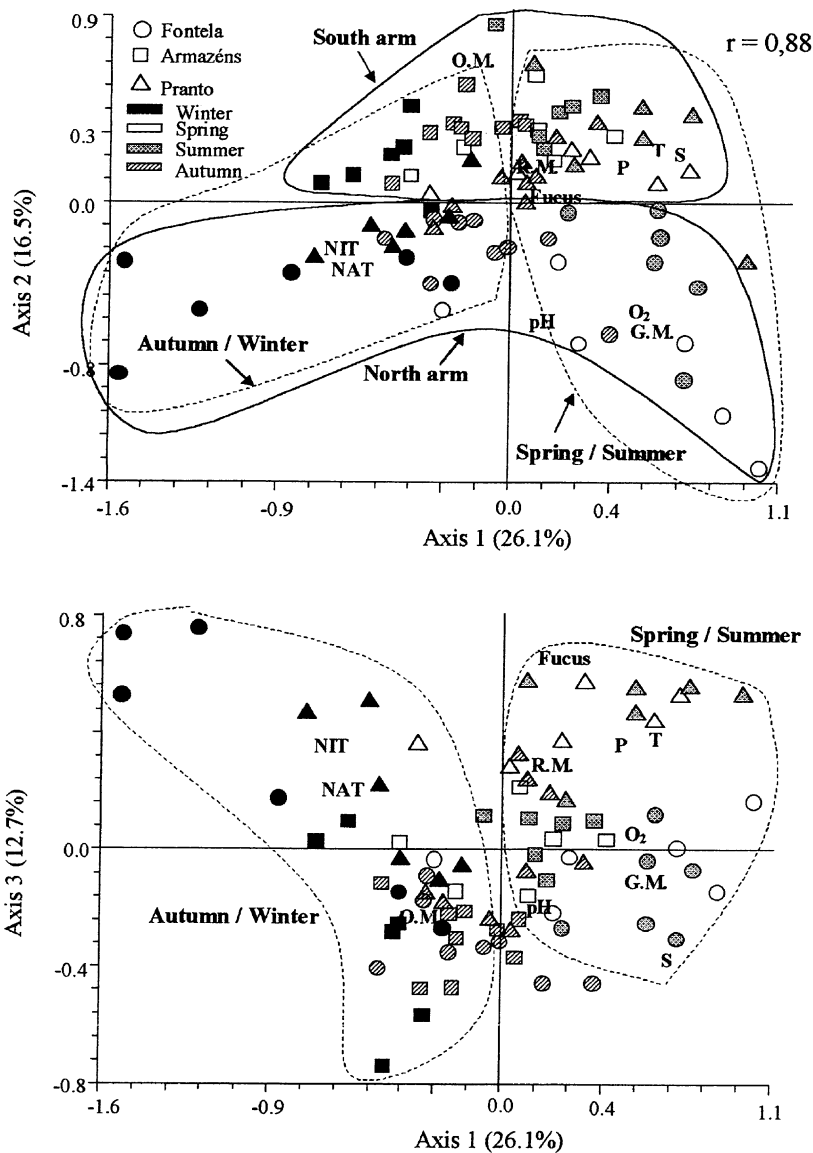 0.9
Fontela
Armazéns
Pranto
Winter
Spring
Summer
Autumn
South arm
r = 0,88
O.M.
0.3
P
T
S
R.M.
Fucus
0.0
NIT
NAT
O2
pH
G.M.
Autumn / Winter
-0.8
North arm
Spring / Summer
-1.4
Axis 2 (16.5%)
-1.6
-0.9
0.0
0.4
1.1
Axis 1 (26.1%)
0.8
Spring / Summer
Fucus
NIT
P
T
R.M.
NAT
O2
0.0
G.M.
Autumn / Winter
O.M.
pH
S
-0.4
-0.8
Axis 3 (12.7%)
-1.6
-0.9
0.0
0.4
1.1
Axis 1 (26.1%)